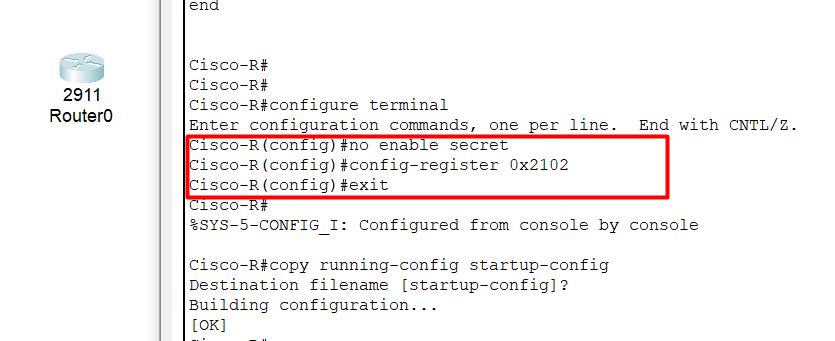 end
Cisco-R#
Cisco-R#
Cisco-R#configure terminal
Enter configuration commands, one per line.  End with CNTL/Z.
Cisco-R(config)#no enable secret
Cisco-R(config)#config-register 0x2102
Cisco-R(config)#exit
Cisco-R#
%SYS-5-CONFIG_I: Configured from console by console
Cisco-R#copy running-config startup-config
Destination filename [startup-config]?
Building configuration...
[OK]
2911
Router0